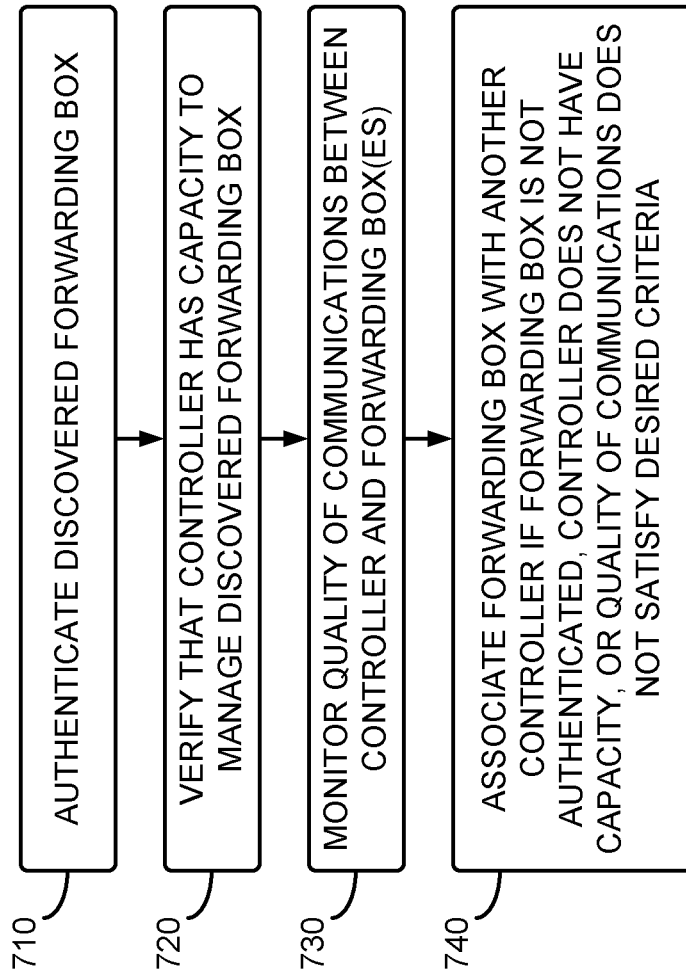 710
AUTHENTICATE DISCOVERED FORWARDING BOX
720
VERIFY THAT CONTROLLER HAS CAPACITY TO
MANAGE DISCOVERED FORWARDING BOX
730
MONITOR QUALITY OF COMMUNICATIONS BETWEEN
CONTROLLER AND FORWARDING BOX(ES)
740
ASSOCIATE FORWARDING BOX WITH ANOTHER
CONTROLLER IF FORWARDING BOX IS NOT
AUTHENTICATED, CONTROLLER DOES NOT HAVE
CAPACITY, OR QUALITY OF COMMUNICATIONS DOES
NOT SATISFY DESIRED CRITERIA